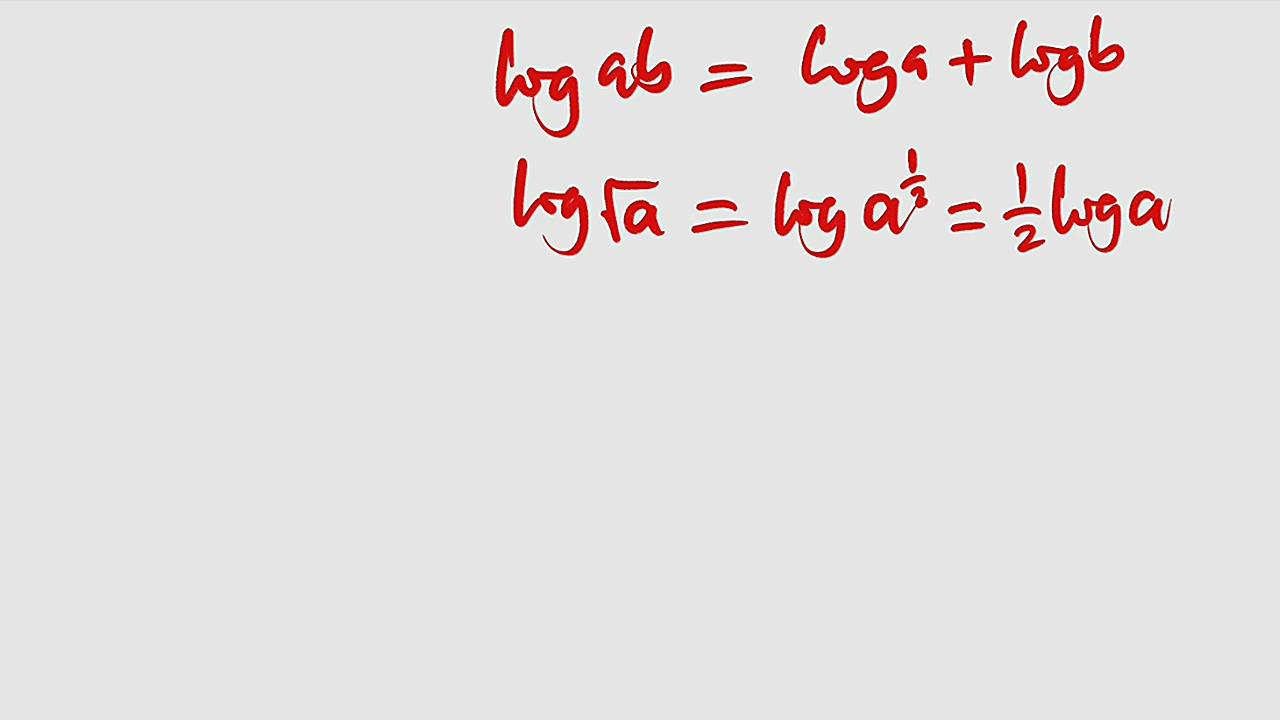 log ab = log a + log b
log √a = log a^{1/2} = 1/2 log a